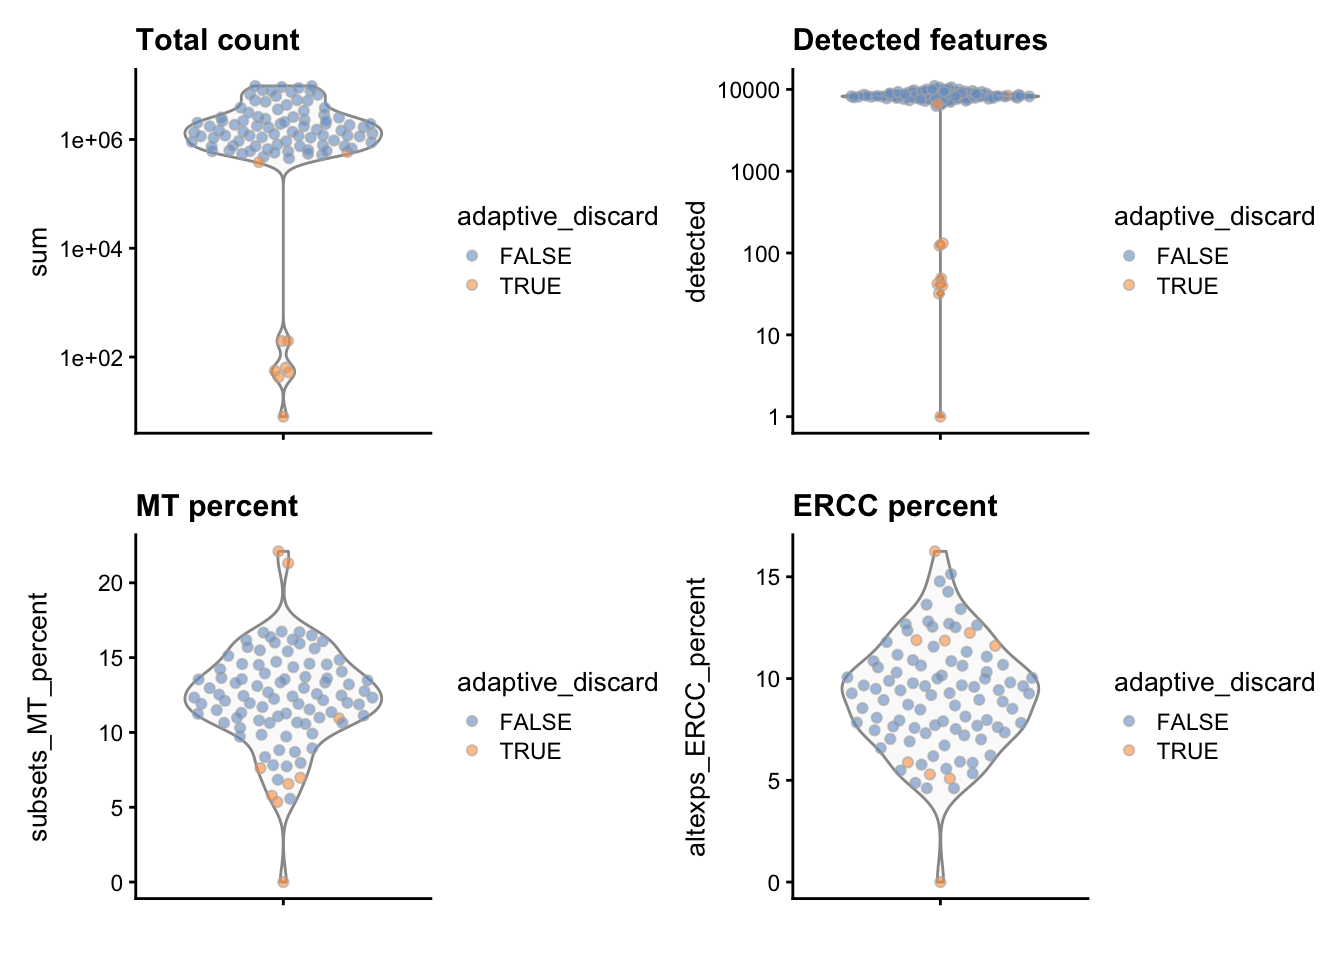 Total count
sum
1e+06
1e+04
1e+02
adaptive_discard
FALSE
TRUE
Detected features
detected
10000
1000
100
10
1
adaptive_discard
FALSE
TRUE
MT percent
subsets_MT_percent
20
15
10
5
0
adaptive_discard
FALSE
TRUE
ERCC percent
altexps_ERCC_percent
15
10
5
0
adaptive_discard
FALSE
TRUE